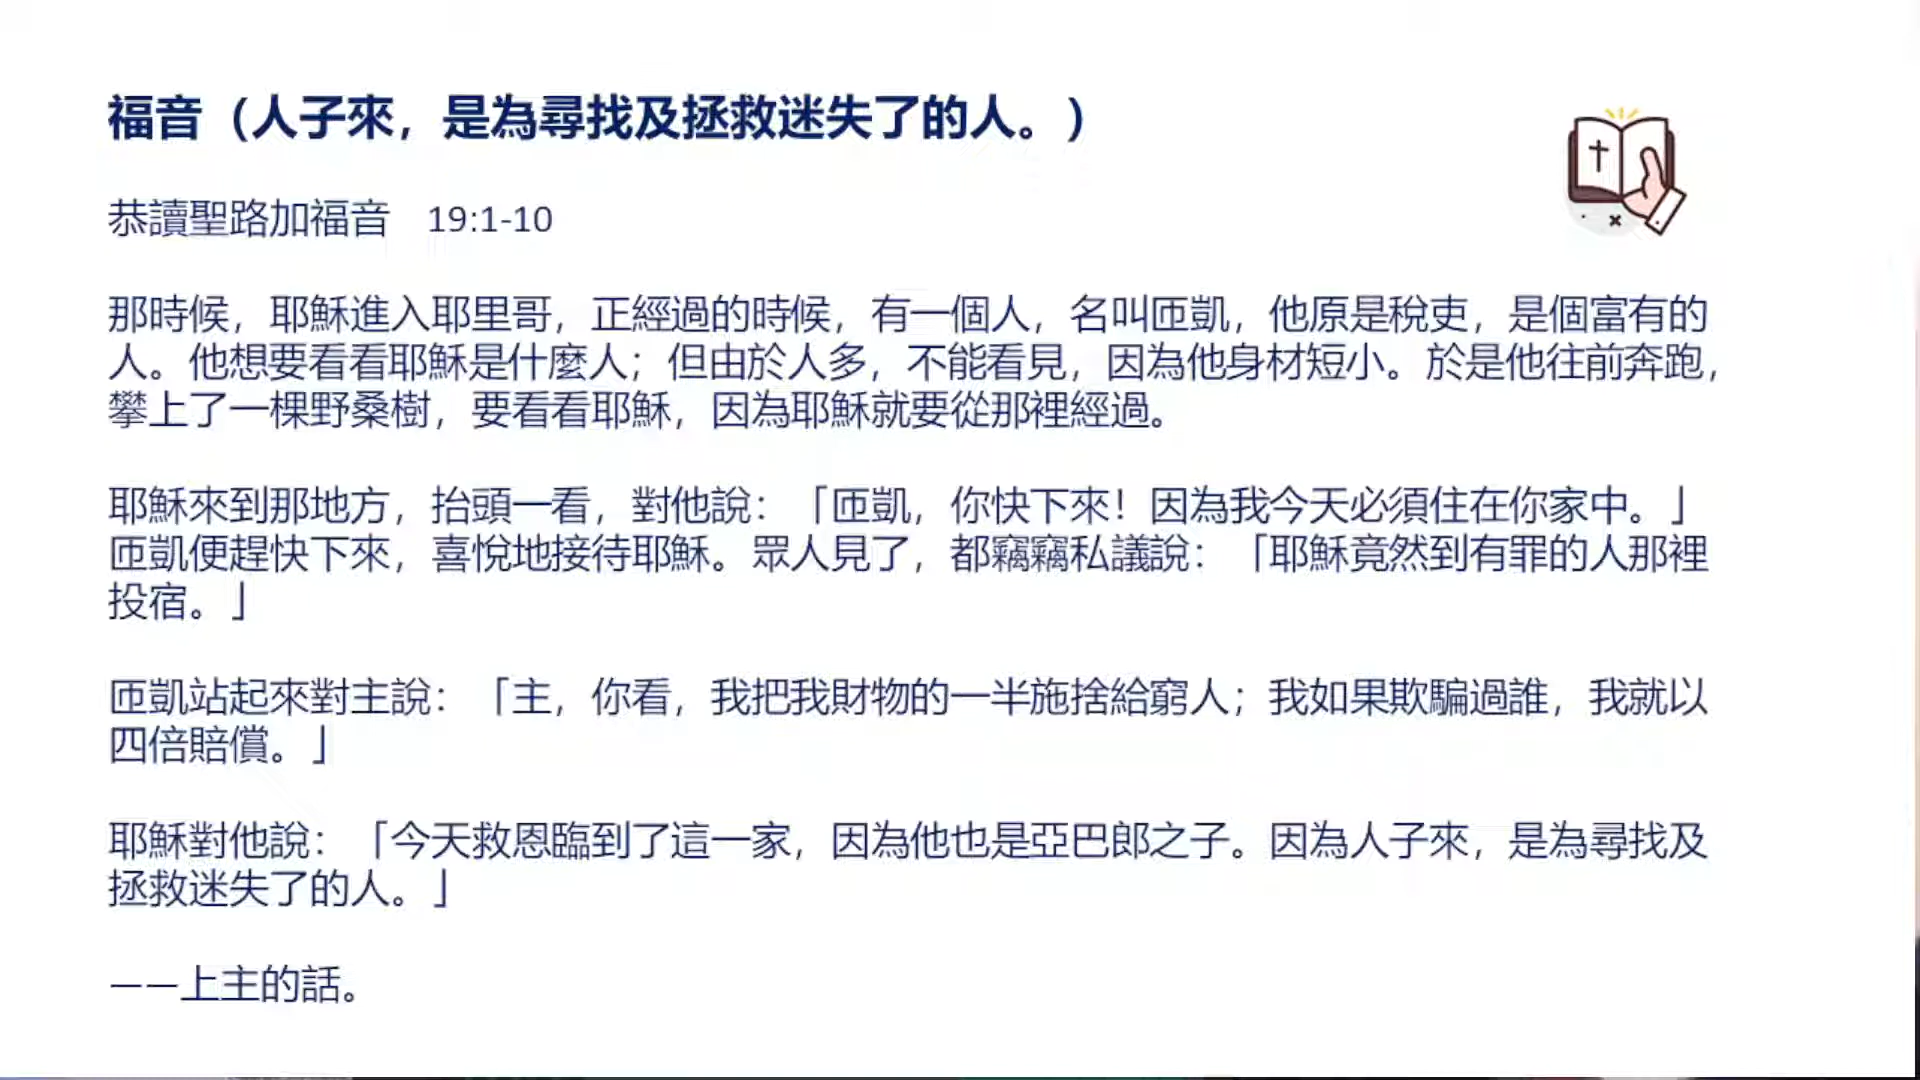 福音（人子來，是為尋找及拯救迷失了的人。）
恭讀聖路加福音　19:1-10
那時候，耶穌進入耶里哥，正經過的時候，有一個人，名叫匝凱，他原是稅吏，是個富有的
人。他想要看看耶穌是什麼人；但由於人多，不能看見，因為他身材短小。於是他往前奔跑，
攀上了一棵野桑樹，要看看耶穌，因為耶穌就要從那裡經過。
耶穌來到那地方，抬頭一看，對他說：「匝凱，你快下來！因為我今天必須住在你家中。」
匝凱便趕快下來，喜悅地接待耶穌。眾人見了，都竊竊私議說：「耶穌竟然到有罪的人那裡
投宿。」
匝凱站起來對主說：「主，你看，我把我財物的一半施捨給窮人；我如果欺騙過誰，我就以
四倍賠償。」
耶穌對他說：「今天救恩臨到了這一家，因為他也是亞巴郎之子。因為人子來，是為尋找及
拯救迷失了的人。」
——上主的話。